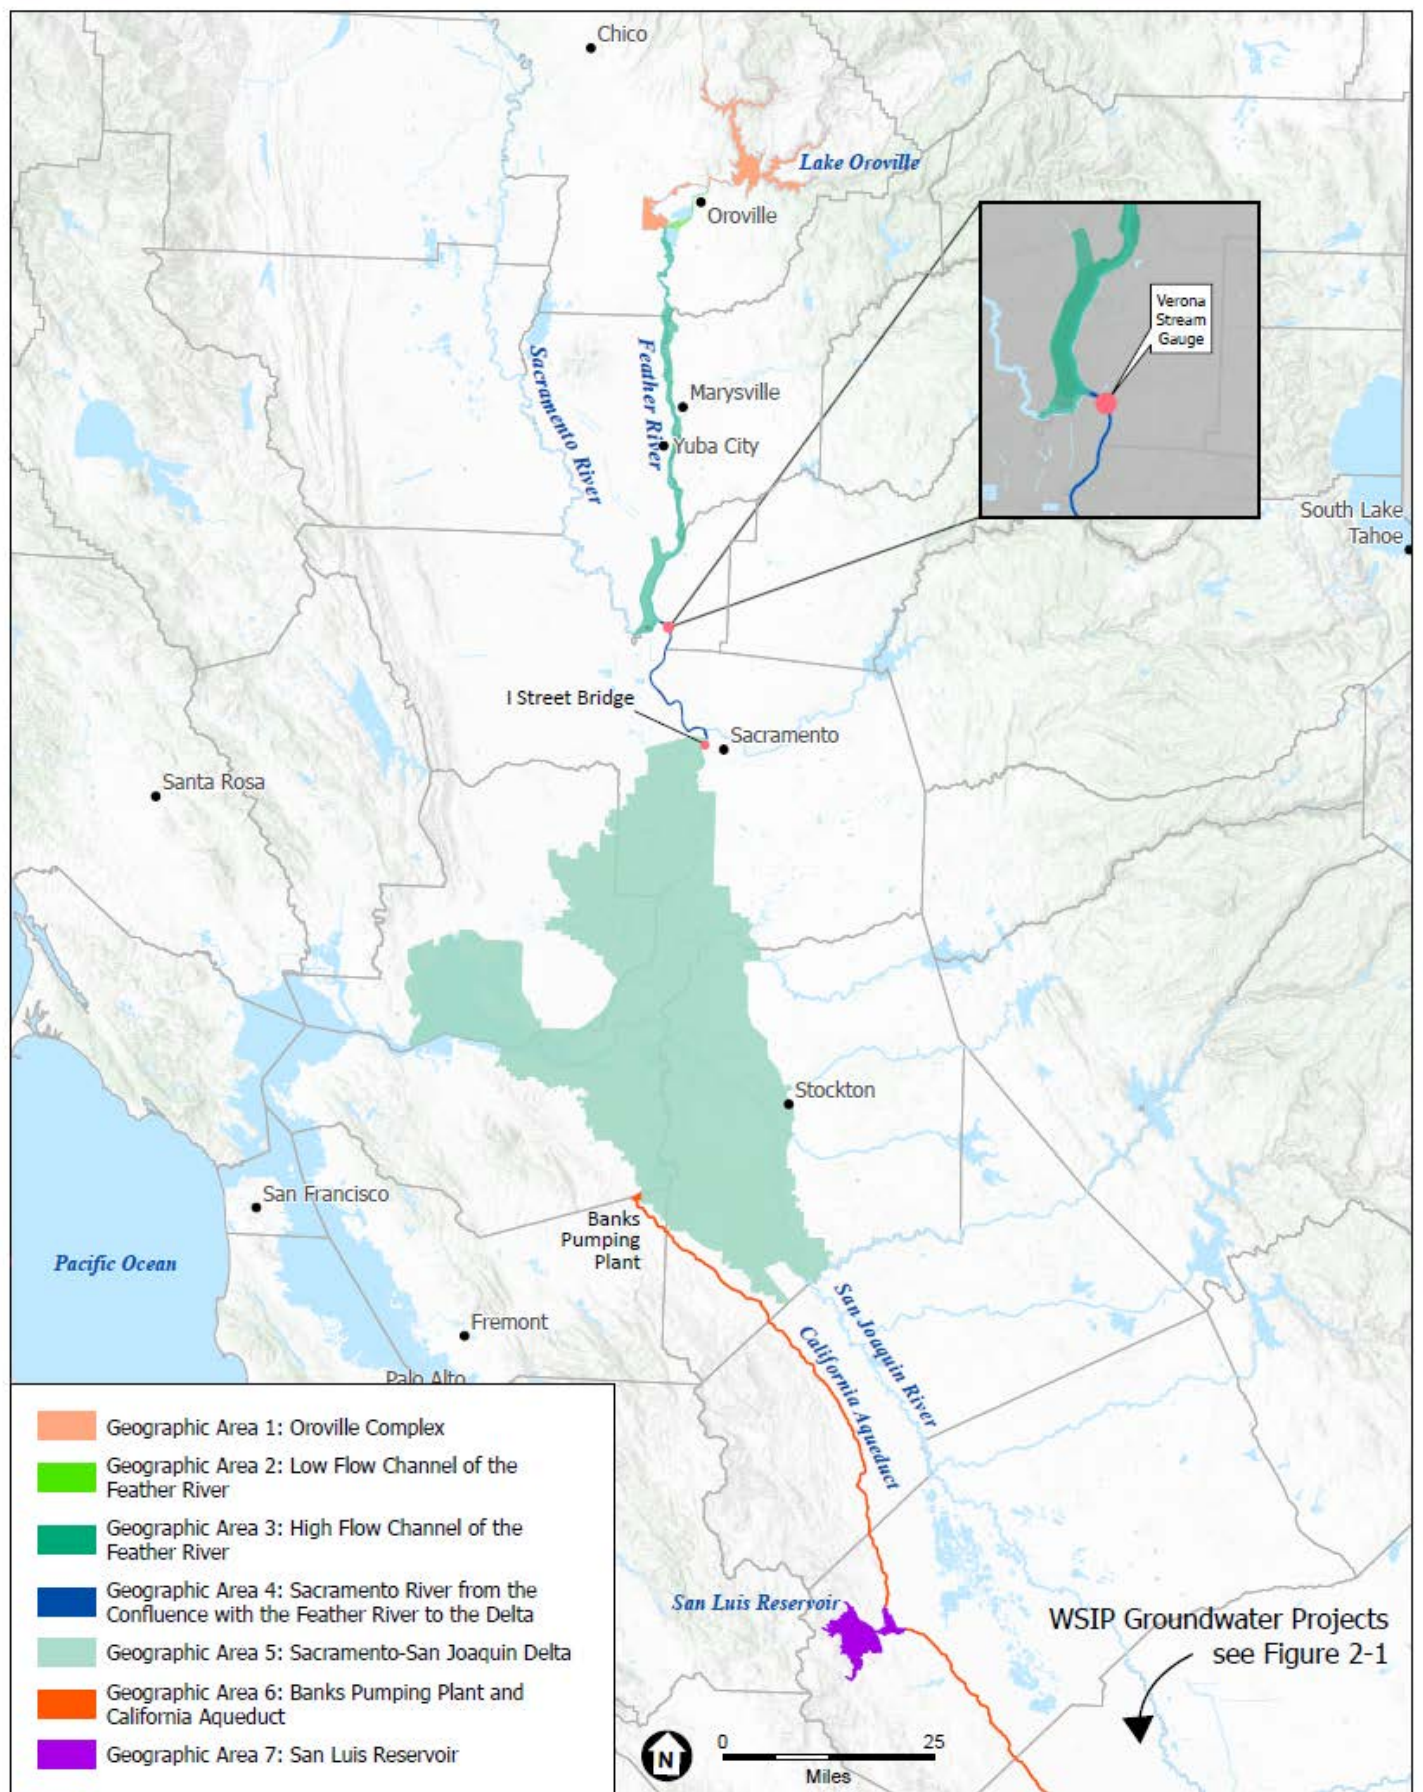 Chico
Lake Oroville
Oroville
Verona
Stream
Gauge
Sacramento River
Feather River
Marysville
Yuba City
South Lake
Tahoe
I Street Bridge
Sacramento
Santa Rosa
Stockton
San Francisco
Banks
Pumping
Plant
Pacific Ocean
Fremont
San Joaquin River
California Aqueduct
Palo Alto
Geographic Area 1: Oroville Complex
Geographic Area 2: Low Flow Channel of the
Feather River
Geographic Area 3: High Flow Channel of the
Feather River
Geographic Area 4: Sacramento River from the
Confluence with the Feather River to the Delta
Geographic Area 5: Sacramento-San Joaquin Delta
Geographic Area 6: Banks Pumping Plant and
California Aqueduct
Geographic Area 7: San Luis Reservoir
San Luis Reservoir
WSIP Groundwater Projects
see Figure 2-1
N
0 25
Miles